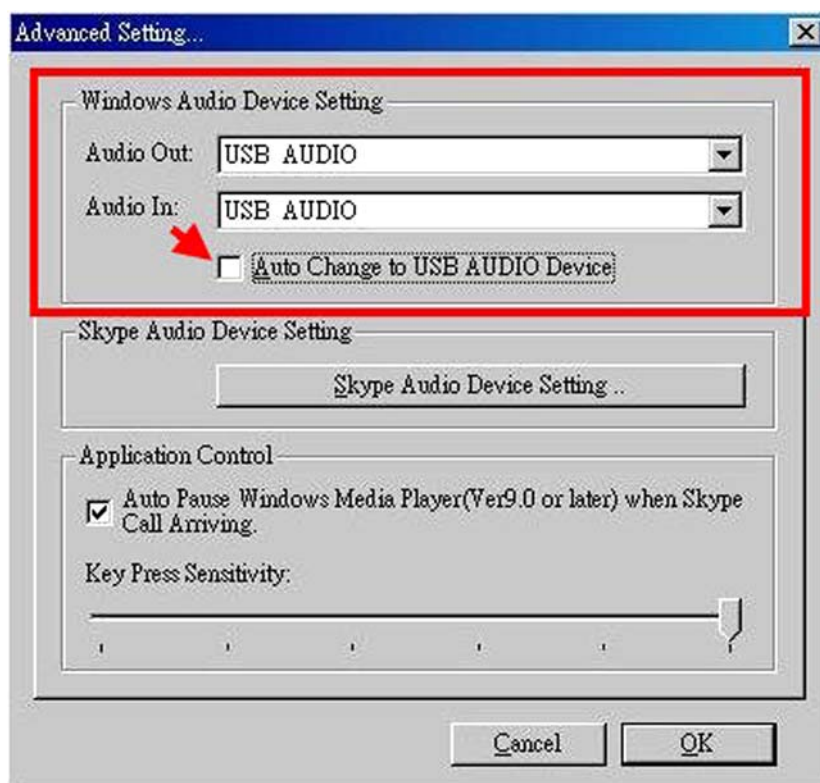 Advanced Setting...
Windows Audio Device Setting
Audio Out:
USB AUDIO
Audio In:
USB AUDIO
Auto Change to USB AUDIO Device
Skype Audio Device Setting
Skype Audio Device Setting ..
Application Control
Auto Pause Windows Media Player(Ver9.0 or later) when Skype
Call Arriving.
Key Press Sensitivity:
Cancel
OK